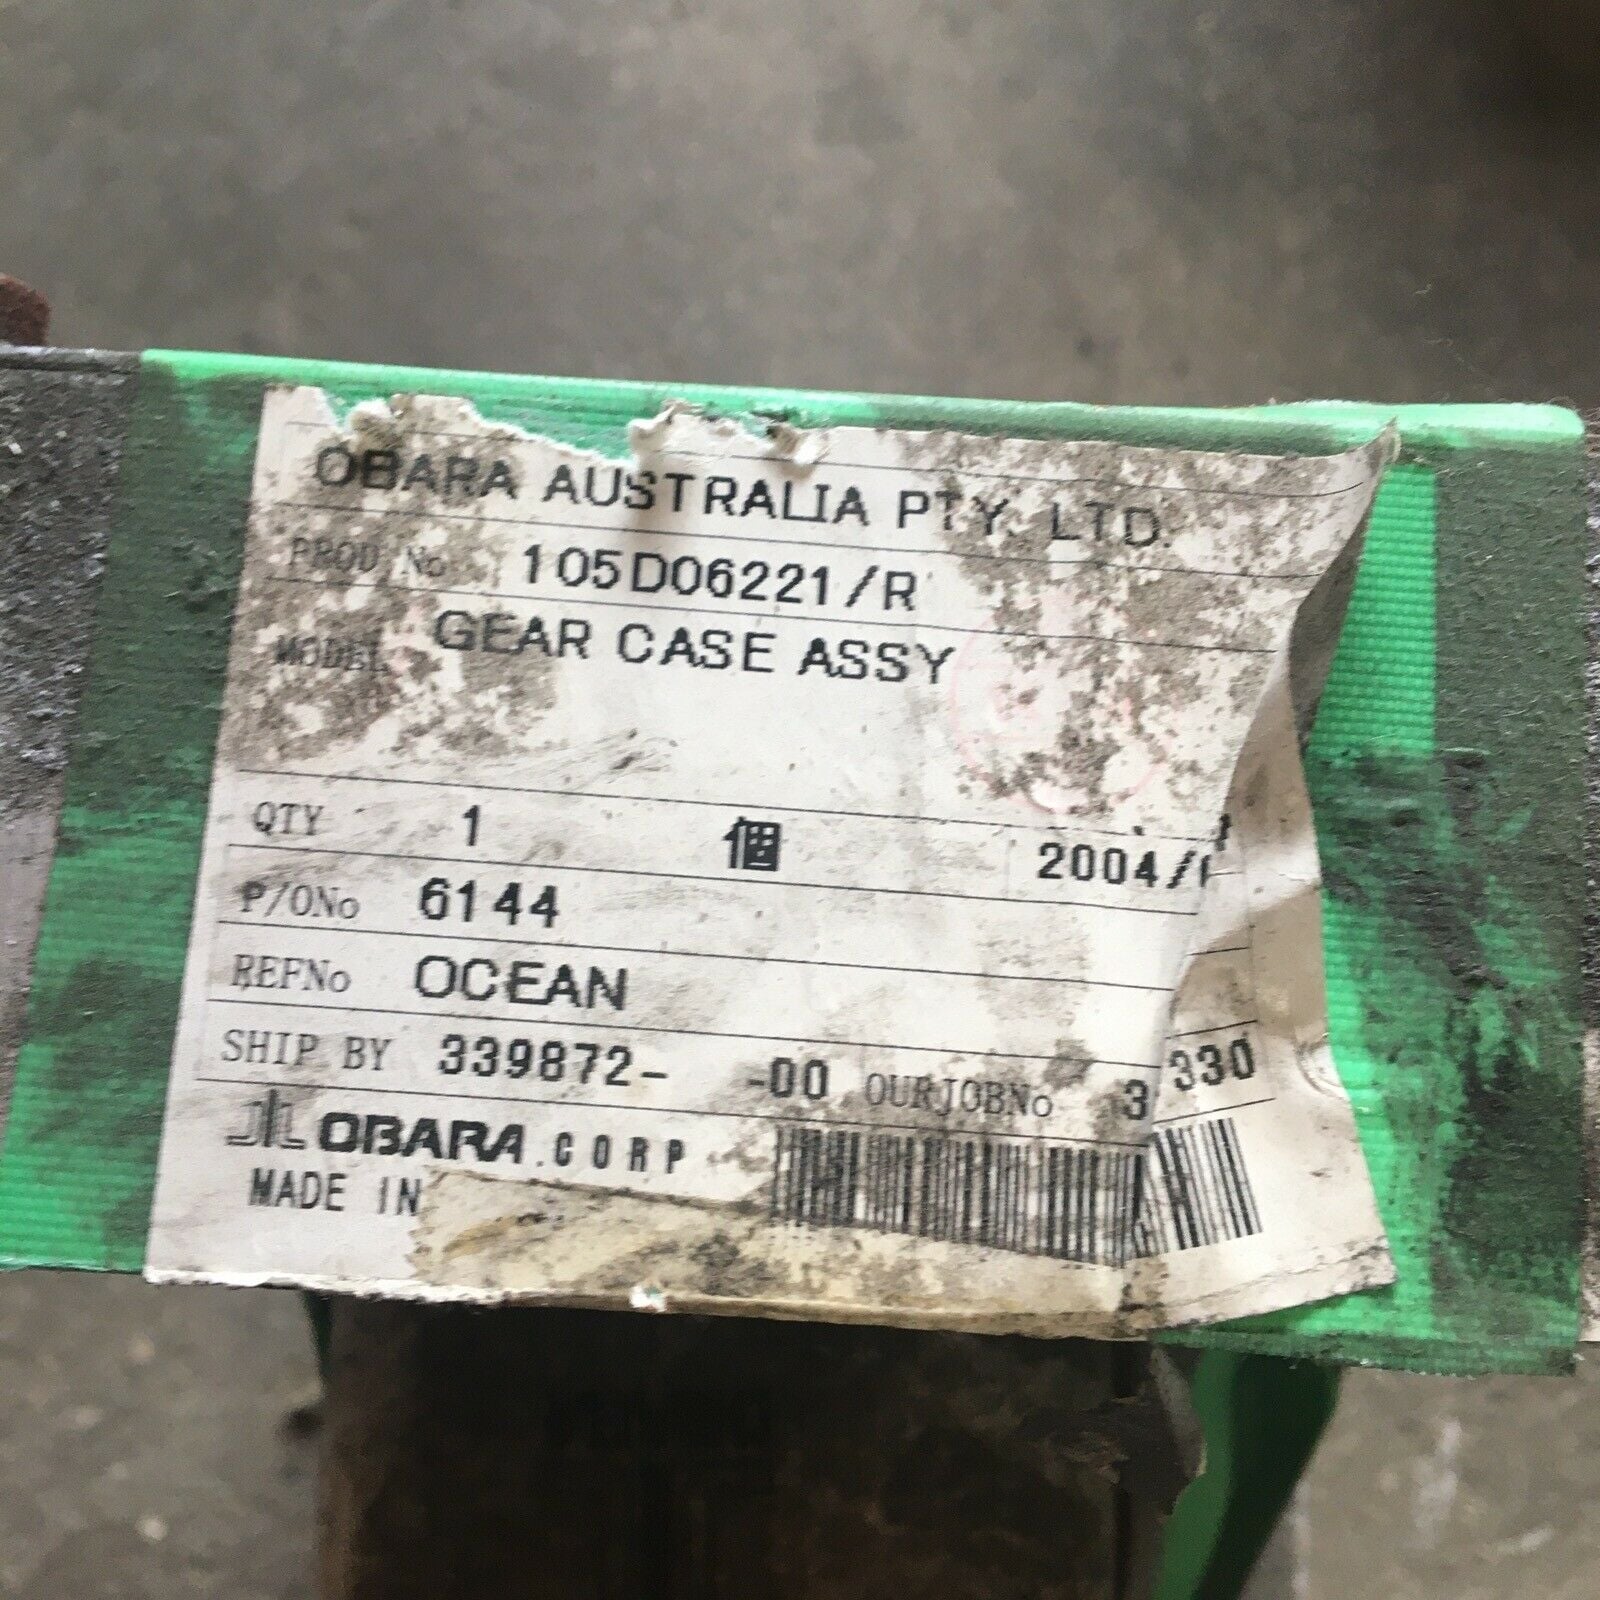 OBARA AUSTRALIA PTY. LTD.
PROD No 105D06221/R
MODEL GEAR CASE ASSY
QTY 1 個 2004/
P/ONo 6144
REFNo OCEAN
SHIP BY 339872- -00 OURJOBNo 3 330
OBARA.CORP
MADE IN